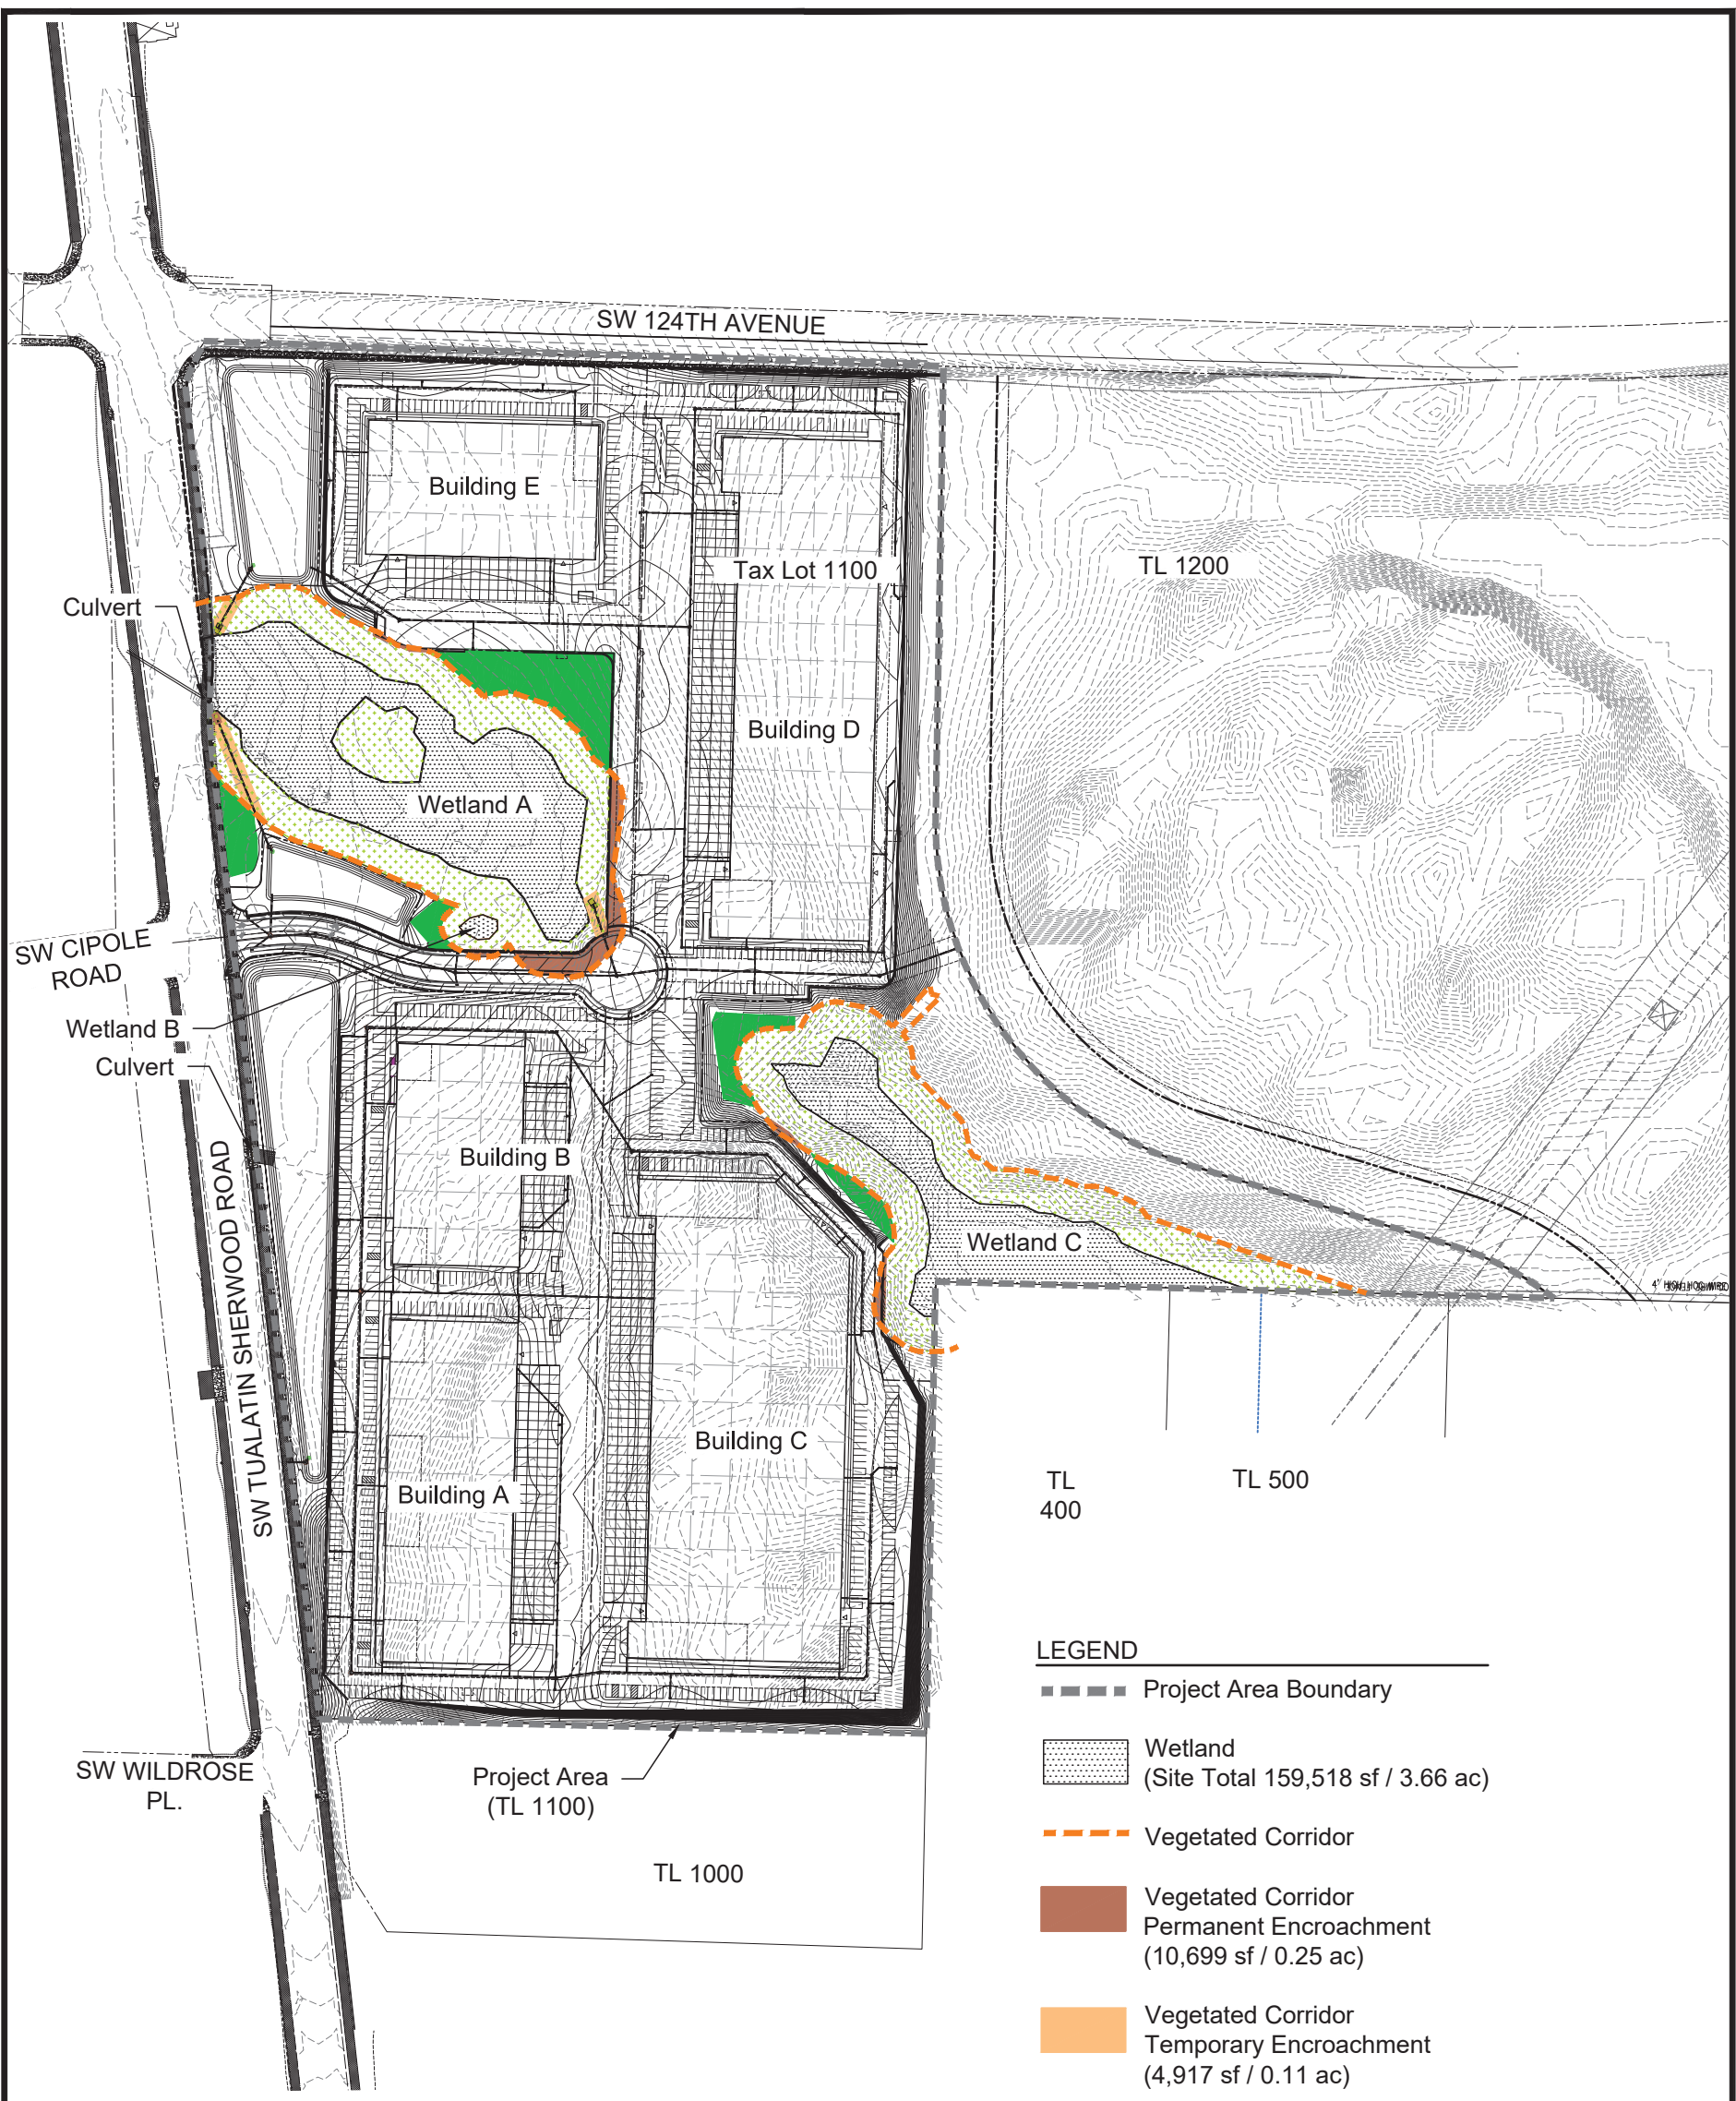 SW 124TH AVENUE
Building E
Tax Lot 1100
TL 1200
Culvert
Building D
Wetland A
SW CIPOLE
ROAD
Wetland B
Culvert
Building B
SW TUALATIN SHERWOOD ROAD
Wetland C
Building C
Building A
TL
400
TL 500
LEGEND
Project Area Boundary
Wetland
(Site Total 159,518 sf / 3.66 ac)
SW WILDROSE
PL.
Project Area
(TL 1100)
Vegetated Corridor
TL 1000
Vegetated Corridor
Permanent Encroachment
(10,699 sf / 0.25 ac)
Vegetated Corridor
Temporary Encroachment
(4,917 sf / 0.11 ac)